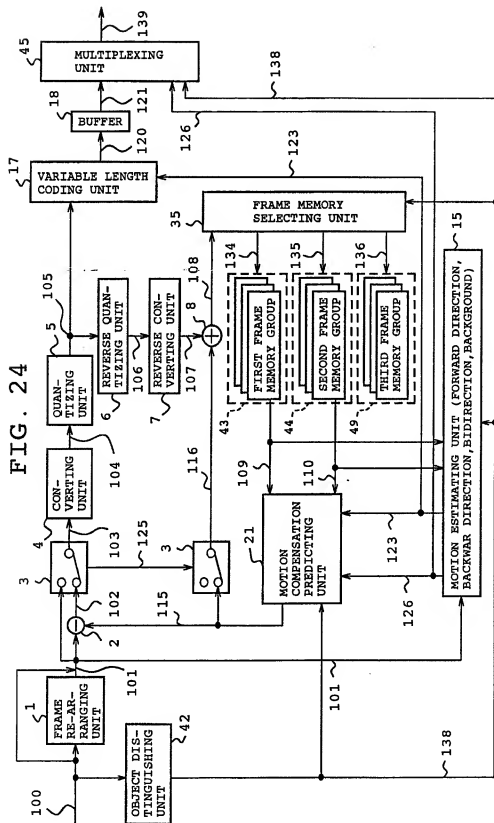 FIG. 24
100
1
FRAME
RE-AR-
RANGING
UNIT
101
2
102
3
103
4
CON-
VERTING
UNIT
104
5
QUAN-
TIZING
UNIT
105
17
VARIABLE LENGTH
CODING UNIT
120
18
BUFFER
121
45
MULTIPLEXING
UNIT
139
138
126
123
6
REVERSE QUAN-
TIZING UNIT
106
7
REVERSE CON-
VERTING UNIT
107
8
108
35
FRAME MEMORY
SELECTING UNIT
125
3
116
115
134
135
136
43
FIRST FRAME
MEMORY GROUP
44
SECOND FRAME
MEMORY GROUP
49
THIRD FRAME
MEMORY GROUP
109
110
21
MOTION
COMPENSATION
PREDICTING
UNIT
123
126
42
OBJECT DIS-
TINGUISHING
UNIT
101
101
138
15
MOTION ESTIMATING UNIT (FORWARD DIRECTION,
BACKWAR DIRECTION, BIDIRECTION, BACKGROUND)